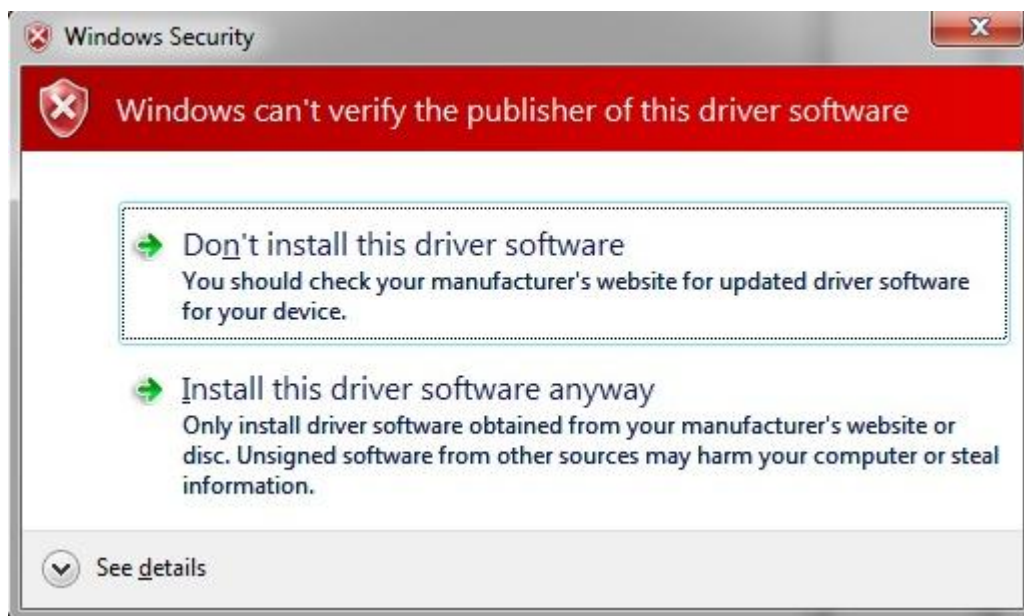 Windows Security
Windows can't verify the publisher of this driver software
Don't install this driver software
You should check your manufacturer's website for updated driver software
for your device.
Install this driver software anyway
Only install driver software obtained from your manufacturer's website or
disc. Unsigned software from other sources may harm your computer or steal
information.
See details